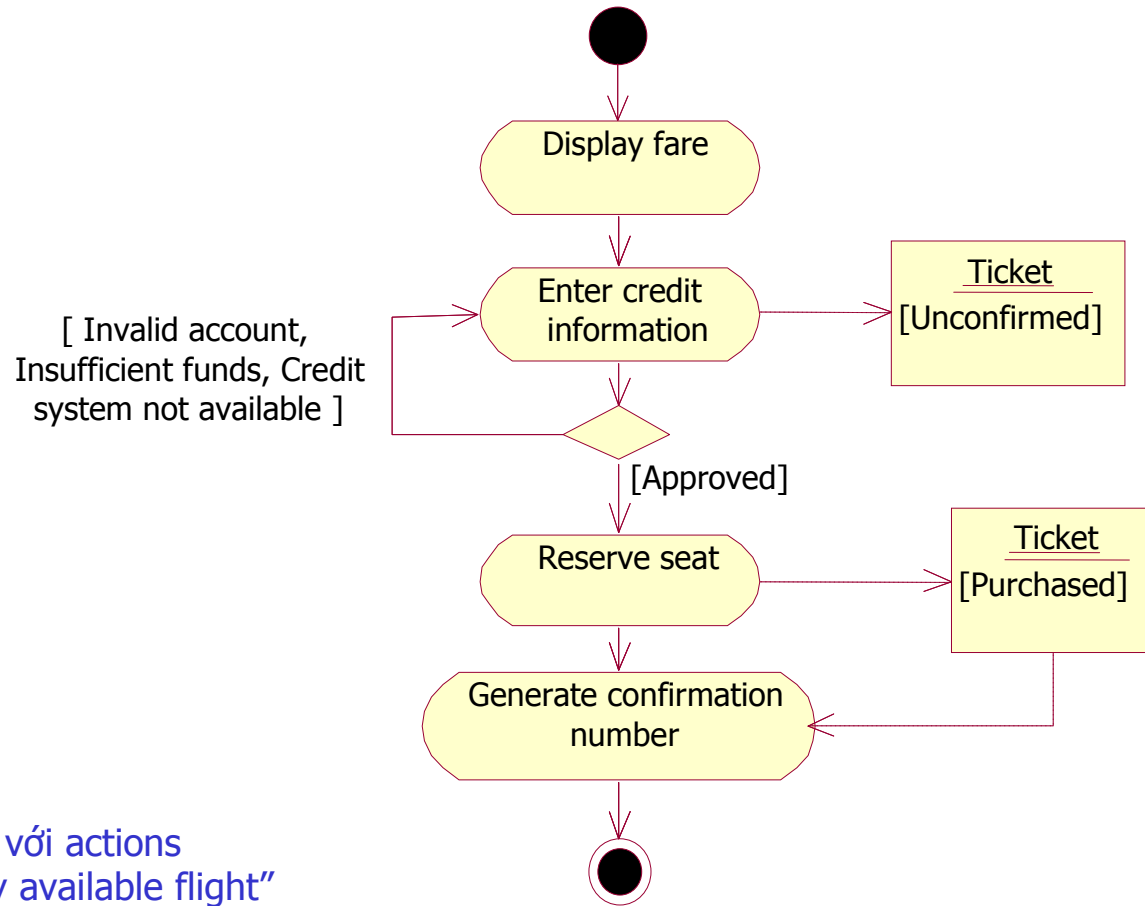 Display fare
Enter credit
information
Ticket
[Unconfirmed]
[ Invalid account,
Insufficient funds, Credit
system not available ]
[Approved]
Reserve seat
Ticket
[Purchased]
Generate confirmation
number
với actions
available flight”